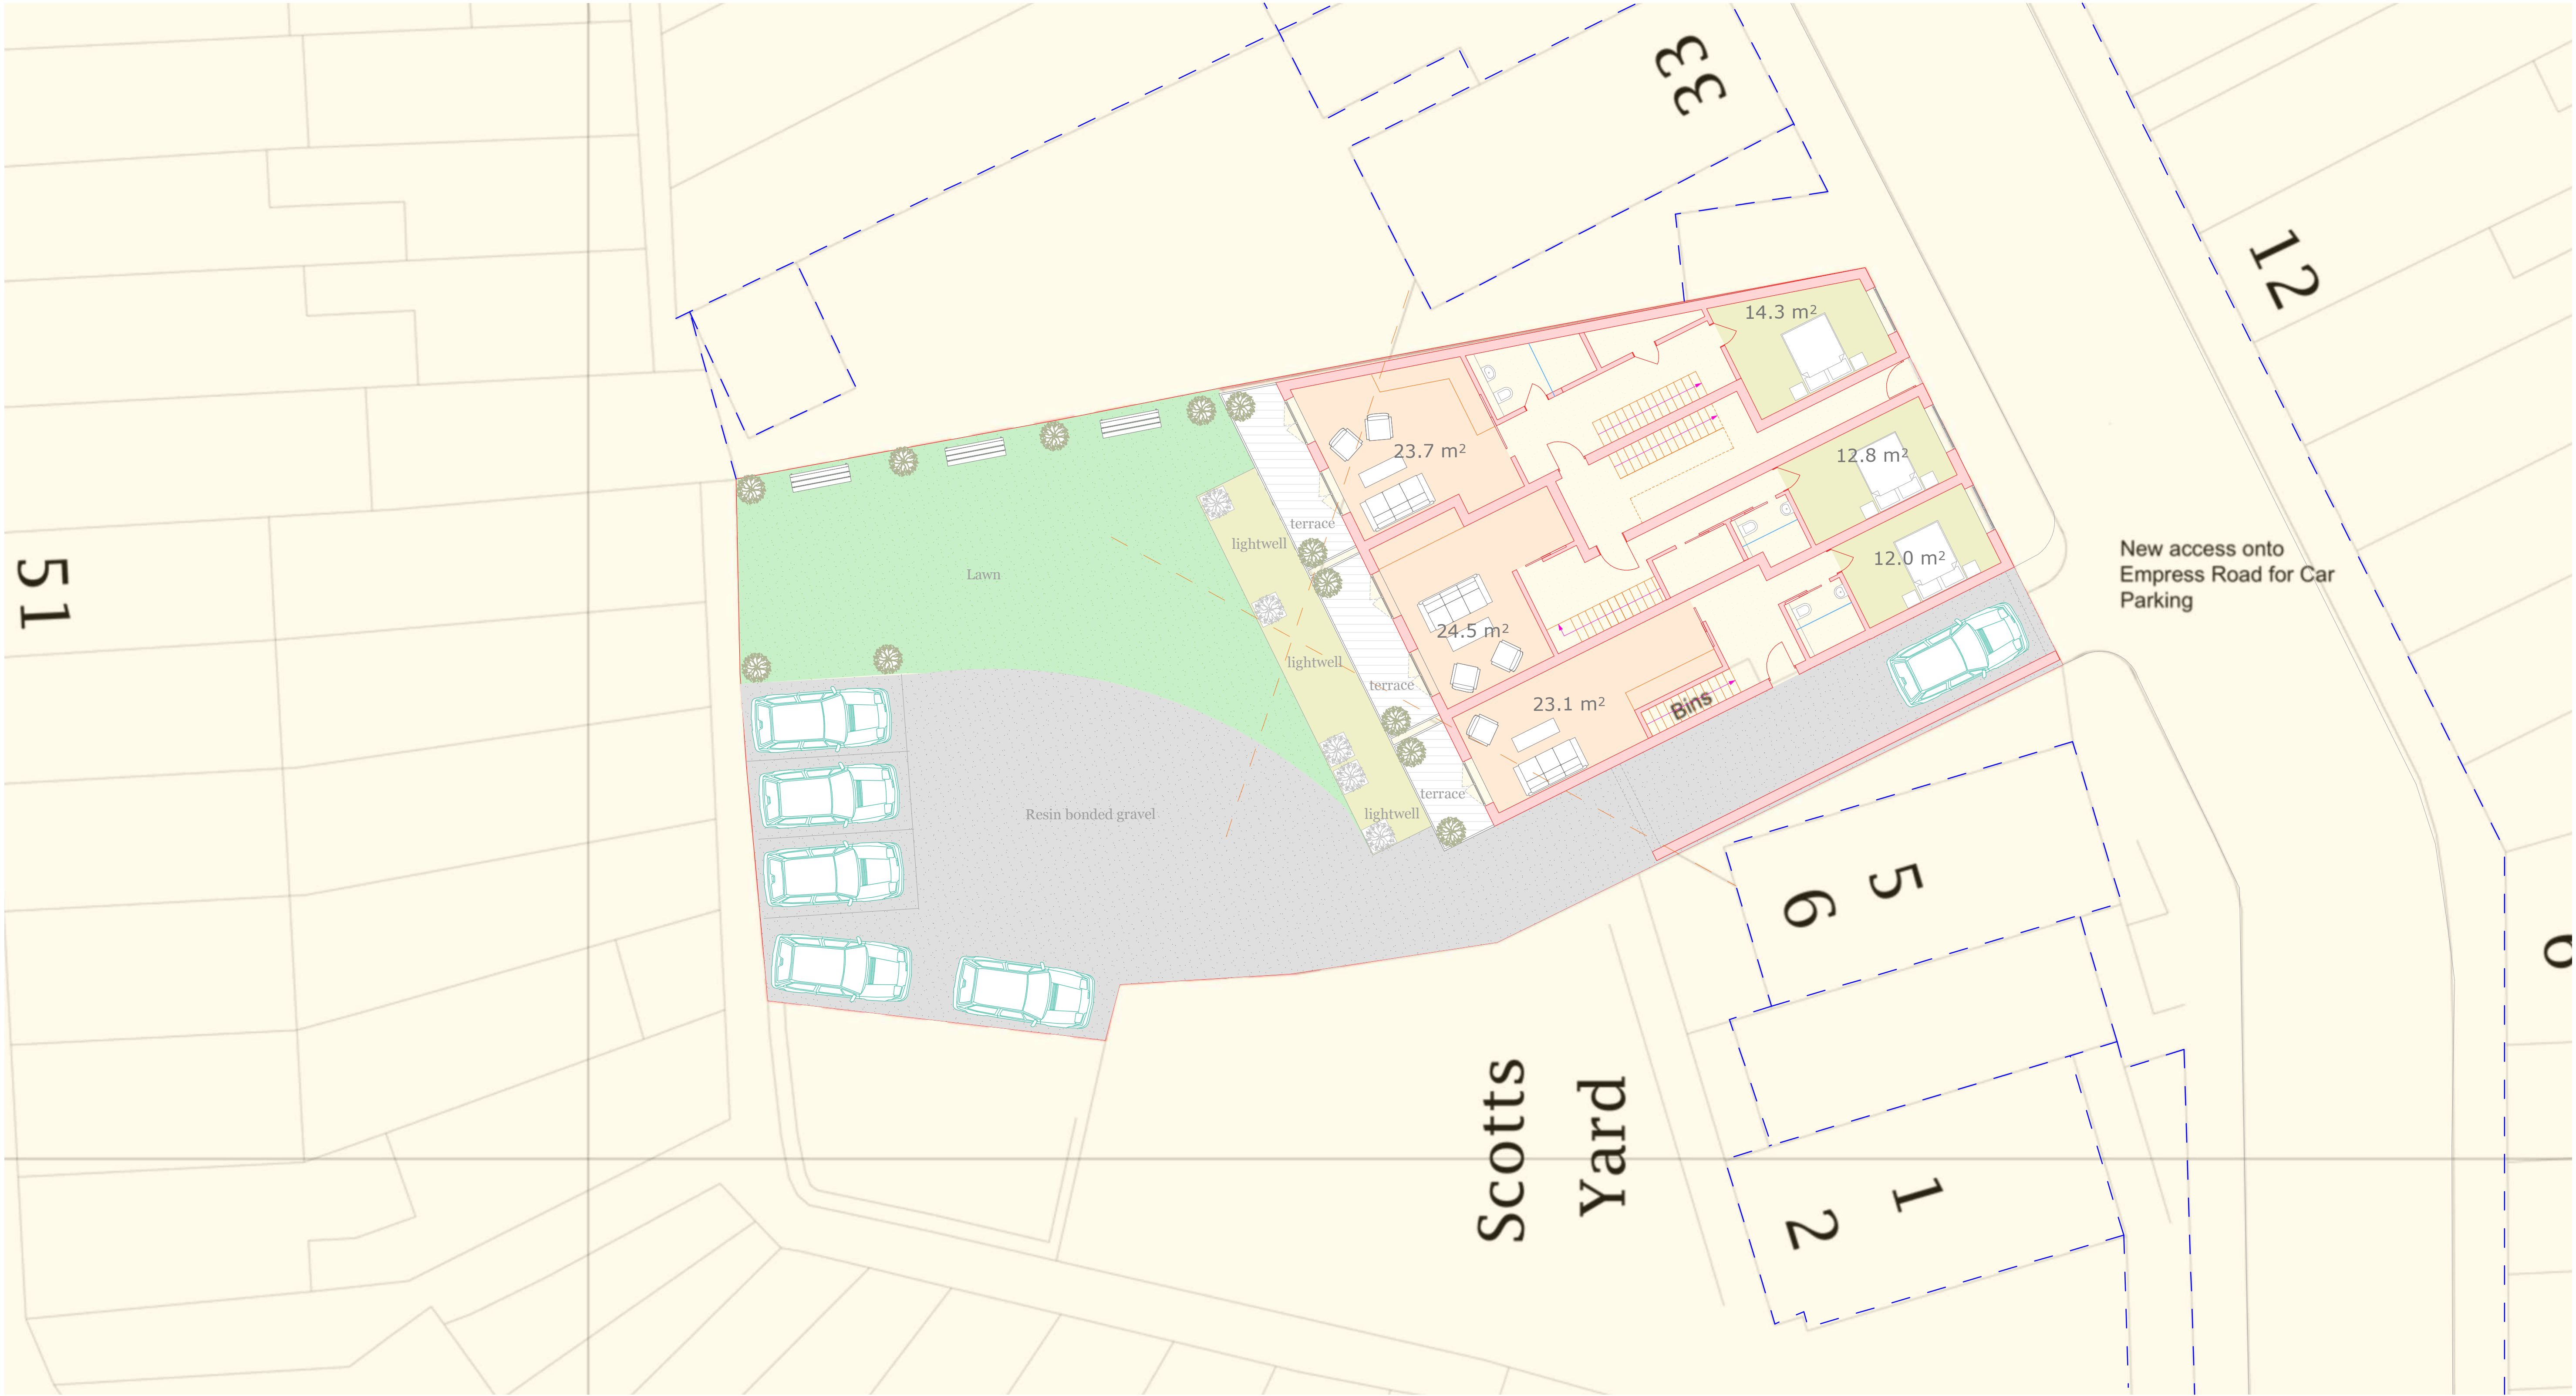 33
12
14.3 m²
23.7 m²
12.8 m²
terrace
lightwell
12.0 m²
New access onto
Empress Road for Car
Parking
51
Lawn
24.5 m²
lightwell
terrace
23.1 m²
Bins
terrace
lightwell
Resin bonded gravel
5
6
Scotts
Yard
1
2